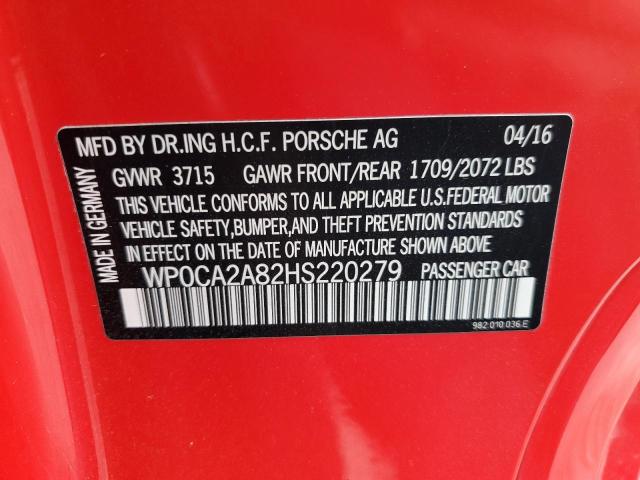 MFD BY DR.ING H.C.F. PORSCHE AG 04/16
GVWR 3715 GAWR FRONT/REAR 1709/2072 LBS
THIS VEHICLE CONFORMS TO ALL APPLICABLE U.S.FEDERAL MOTOR
VEHICLE SAFETY,BUMPER,AND THEFT PREVENTION STANDARDS
IN EFFECT ON THE DATE OF MANUFACTURE SHOWN ABOVE
WP0CA2A82HS220279 PASSENGER CAR
982 010 036 E
MADE IN GERMANY